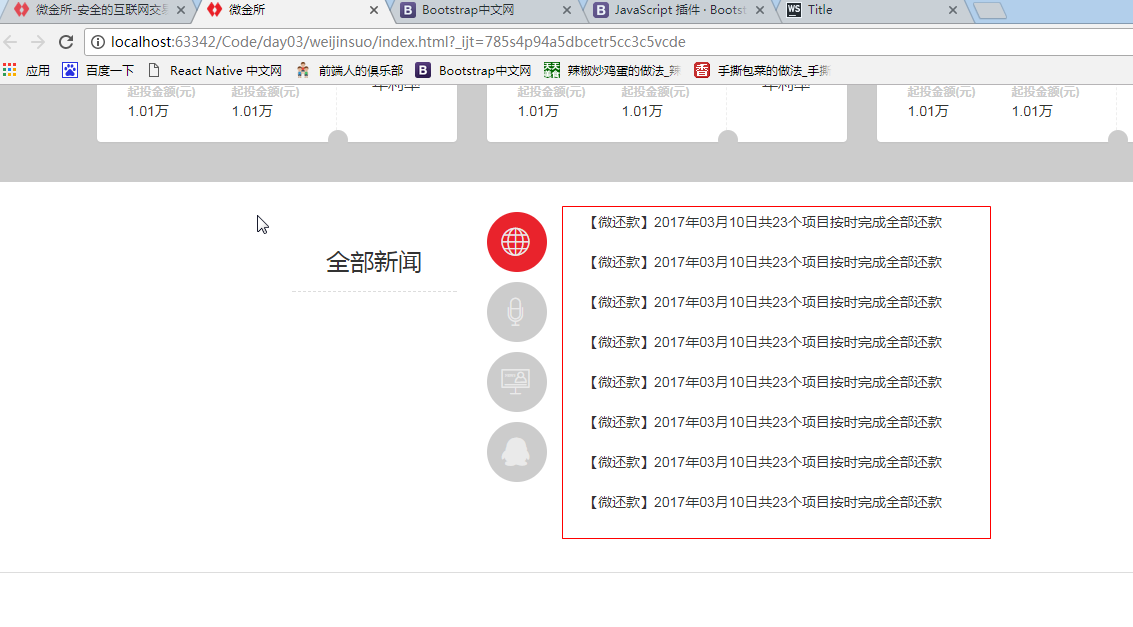 微金所-安全的互联网交易
微金所
Bootstrap中文网
JavaScript 插件 · Boots
WS Title
localhost:63342/Code/day03/weijinsuo/index.html?_ijt=785s4p94a5dbcetr5cc3c5vcde
应用 百度一下 React Native 中文网 前端人的俱乐部 B Bootstrap中文网 辣椒炒鸡蛋的做法_辣 香 手撕包菜的做法_手撕
起投金额(元) 起投金额(元) 年利率 起投金额(元) 起投金额(元) 年利率 起投金额(元) 起投金额(元)
1.01万 1.01万 1.01万 1.01万 1.01万 1.01万
全部新闻
【微还款】2017年03月10日共23个项目按时完成全部还款
【微还款】2017年03月10日共23个项目按时完成全部还款
【微还款】2017年03月10日共23个项目按时完成全部还款
【微还款】2017年03月10日共23个项目按时完成全部还款
【微还款】2017年03月10日共23个项目按时完成全部还款
【微还款】2017年03月10日共23个项目按时完成全部还款
【微还款】2017年03月10日共23个项目按时完成全部还款
【微还款】2017年03月10日共23个项目按时完成全部还款